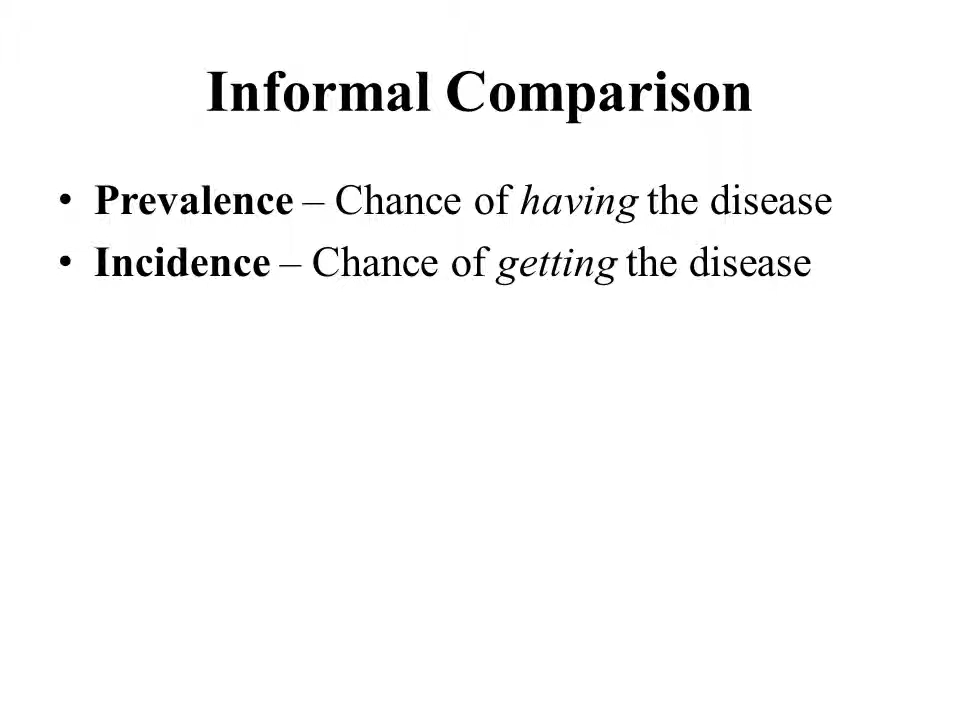 Informal Comparison
• Prevalence – Chance of having the disease
• Incidence – Chance of getting the disease